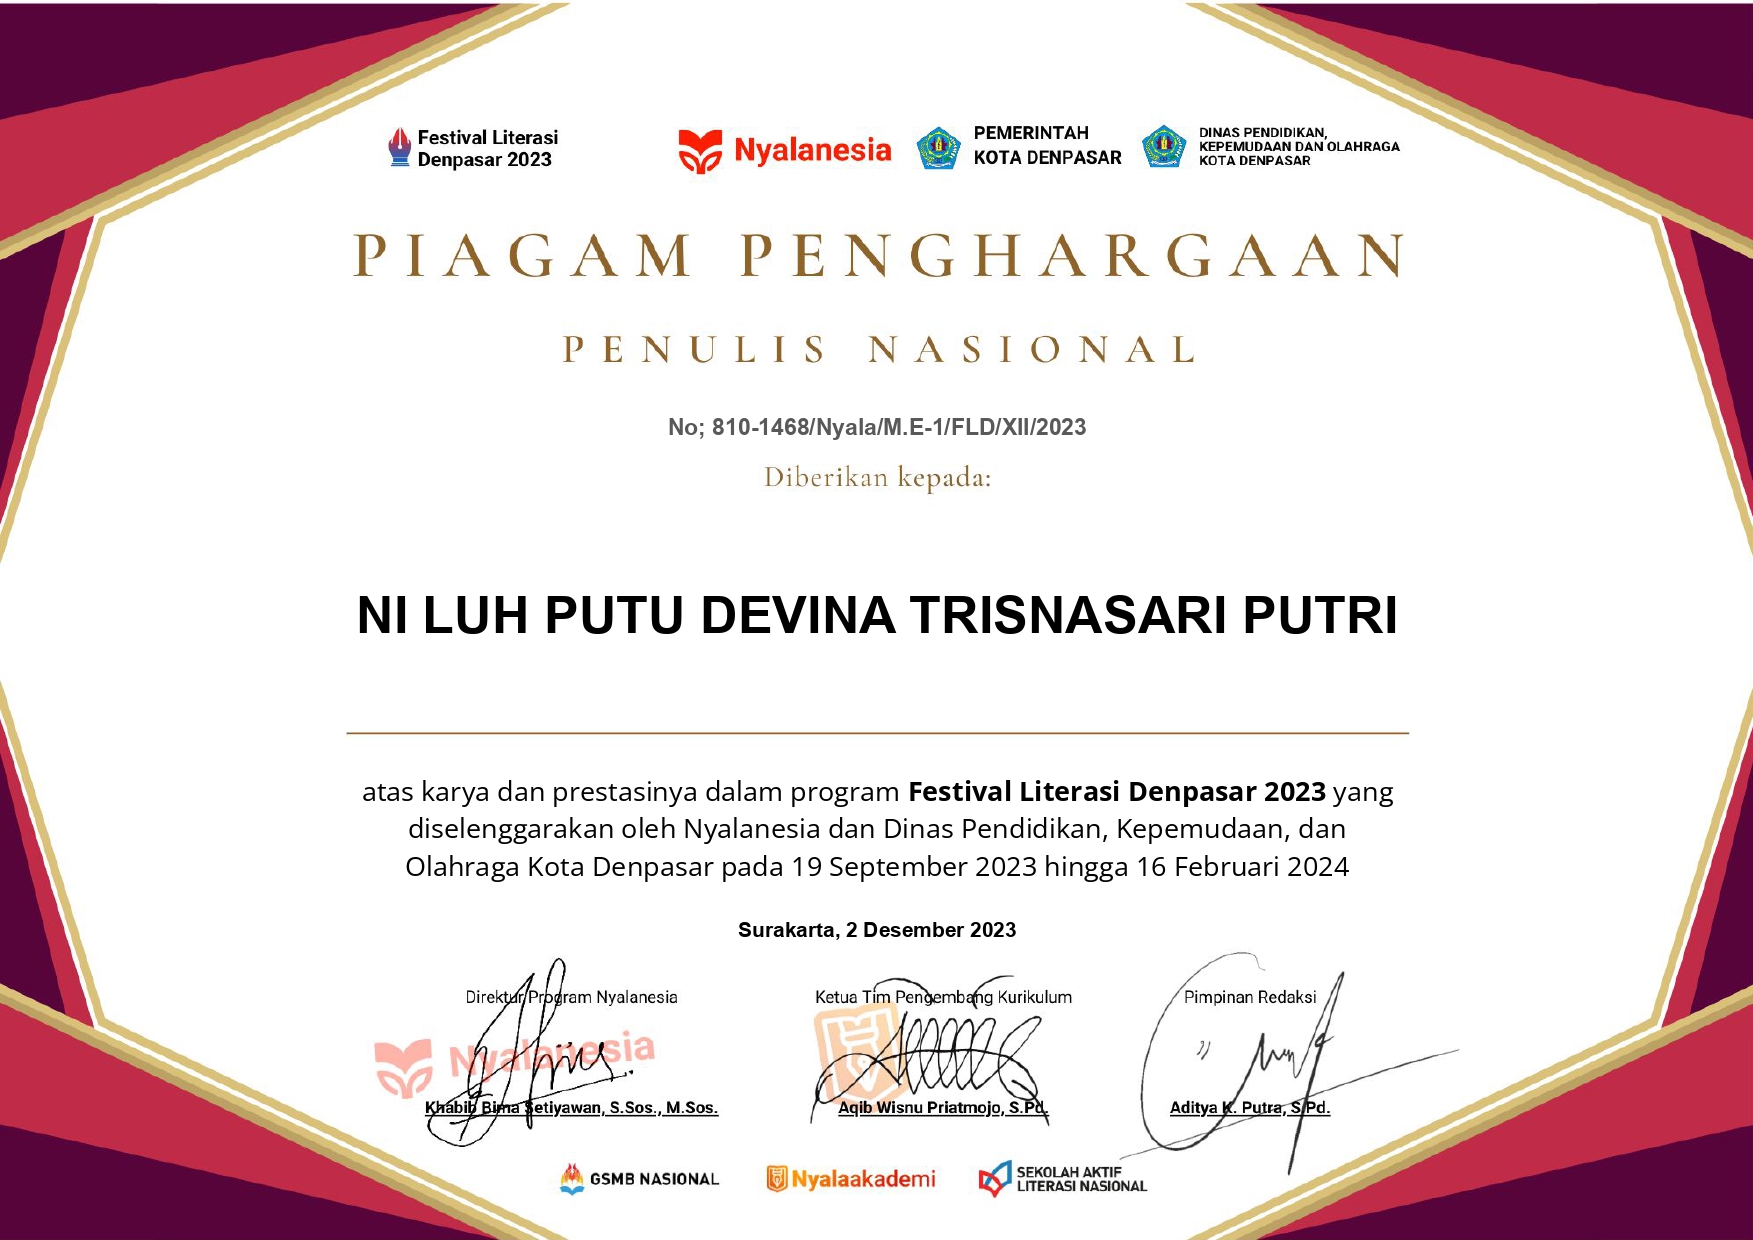 Festival Literasi
Denpasar 2023
Nyalanesia
PEMERINTAH
KOTA DENPASAR
DINAS PENDIDIKAN,
KEPEMUDAAN DAN OLAHRAGA
KOTA DENPASAR
PIAGAM PENGHARGAAN
PENULIS NASIONAL
No; 810-1468/Nyala/M.E-1/FLD/XII/2023
Diberikan kepada:
NI LUH PUTU DEVINA TRISNASARI PUTRI
atas karya dan prestasinya dalam program Festival Literasi Denpasar 2023 yang
diselenggarakan oleh Nyalanesia dan Dinas Pendidikan, Kepemudaan, dan
Olahraga Kota Denpasar pada 19 September 2023 hingga 16 Februari 2024
Surakarta, 2 Desember 2023
Direktur Program Nyalanesia
Nyalanesia
Khabib Bima Setiyawan, S.Sos., M.Sos.
Ketua Tim Pengembang Kurikulum
Aqib Wisnu Priatmojo, S.Pd.
Pimpinan Redaksi
Aditya K. Putra, S.Pd.
GSMB NASIONAL
Nyalaakademi
SEKOLAH AKTIF
LITERASI NASIONAL